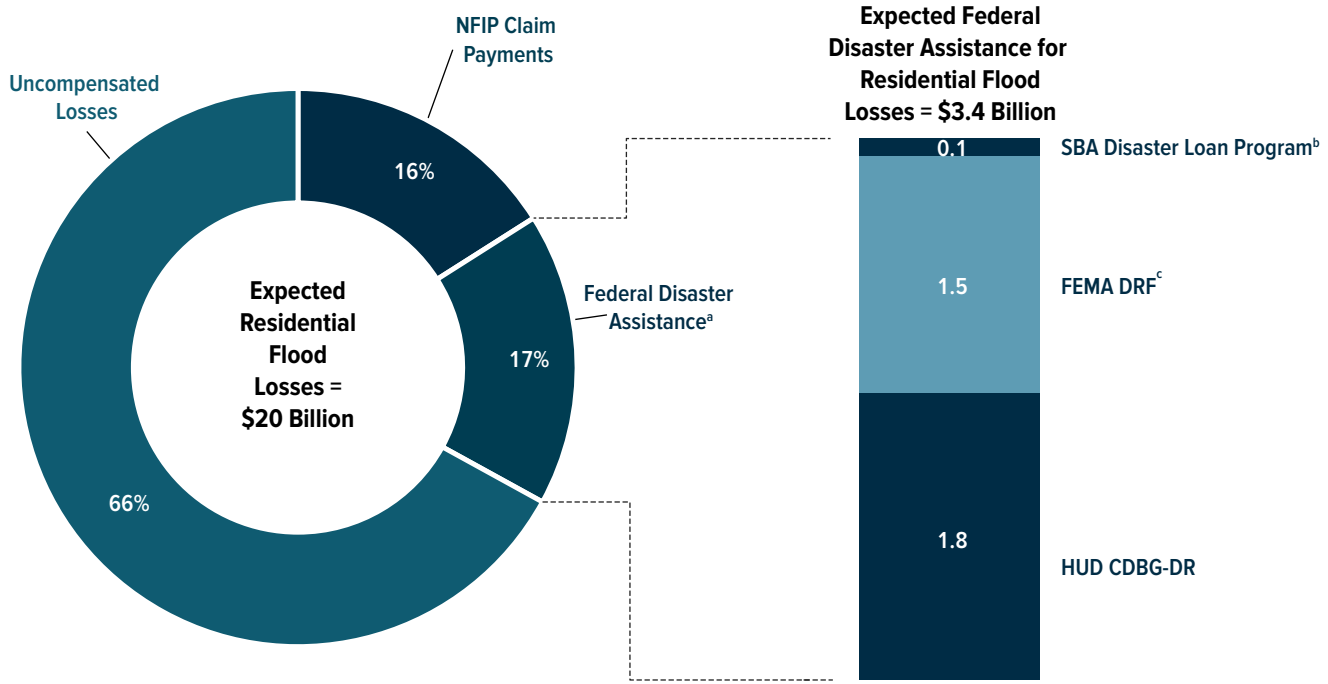 NFIP Claim
Payments
Uncompensated
Losses
16%
Expected
Residential
Flood
Losses =
$20 Billion
Federal Disaster
Assistanceᵃ
17%
66%
Expected Federal
Disaster Assistance for
Residential Flood
Losses = $3.4 Billion
0.1
SBA Disaster Loan Programᵇ
1.5
FEMA DRFᶜ
1.8
HUD CDBG-DR